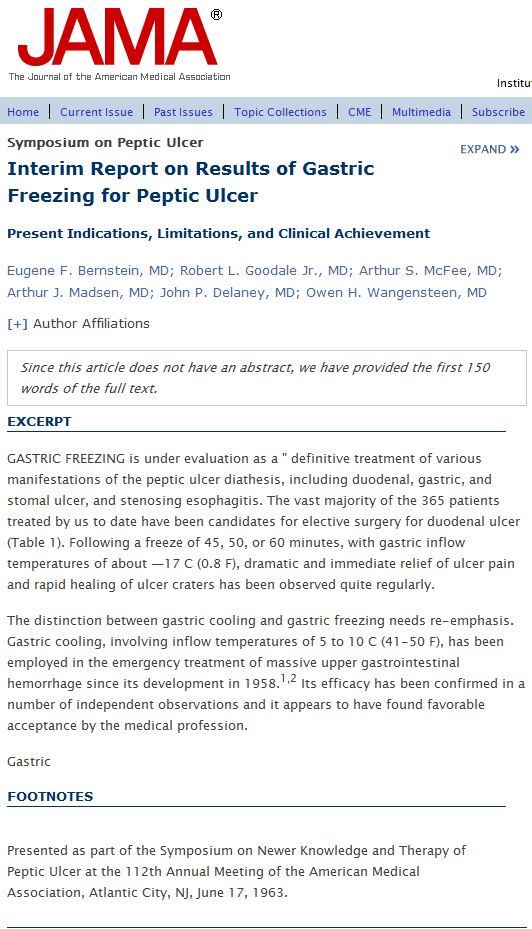 JAMA®
The Journal of the American Medical Association
Institu
Home | Current Issue | Past Issues | Topic Collections | CME | Multimedia | Subscribe
Symposium on Peptic Ulcer
EXPAND »
Interim Report on Results of Gastric
Freezing for Peptic Ulcer
Present Indications, Limitations, and Clinical Achievement
Eugene F. Bernstein, MD; Robert L. Goodale Jr., MD; Arthur S. McFee, MD;
Arthur J. Madsen, MD; John P. Delaney, MD; Owen H. Wangensteen, MD
[+] Author Affiliations
Since this article does not have an abstract, we have provided the first 150
words of the full text.
EXCERPT
GASTRIC FREEZING is under evaluation as a " definitive treatment of various
manifestations of the peptic ulcer diathesis, including duodenal, gastric, and
stomal ulcer, and stenosing esophagitis. The vast majority of the 365 patients
treated by us to date have been candidates for elective surgery for duodenal ulcer
(Table 1). Following a freeze of 45, 50, or 60 minutes, with gastric inflow
temperatures of about —17 C (0.8 F), dramatic and immediate relief of ulcer pain
and rapid healing of ulcer craters has been observed quite regularly.
The distinction between gastric cooling and gastric freezing needs re-emphasis.
Gastric cooling, involving inflow temperatures of 5 to 10 C (41-50 F), has been
employed in the emergency treatment of massive upper gastrointestinal
hemorrhage since its development in 1958.1,2 Its efficacy has been confirmed in a
number of independent observations and it appears to have found favorable
acceptance by the medical profession.
Gastric
FOOTNOTES
Presented as part of the Symposium on Newer Knowledge and Therapy of
Peptic Ulcer at the 112th Annual Meeting of the American Medical
Association, Atlantic City, NJ, June 17, 1963.